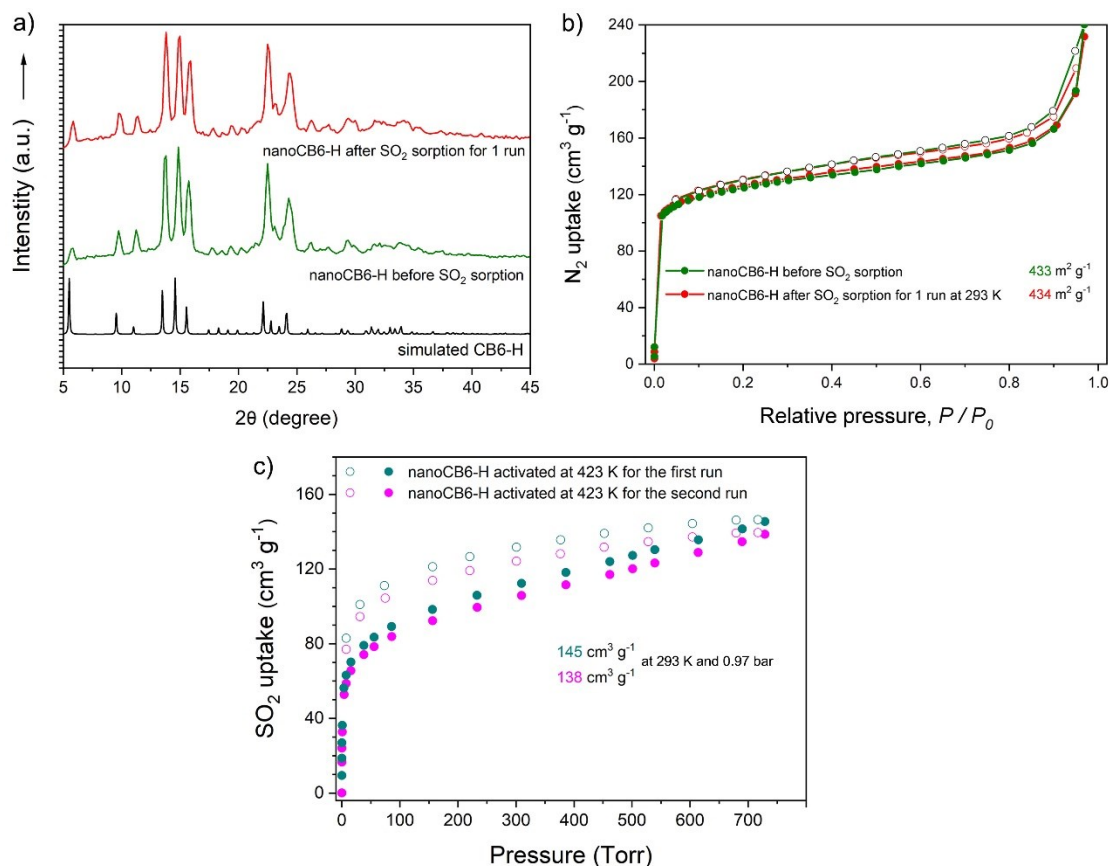 a)
Intensity (a.u.)
nanoCB6-H after SO₂ sorption for 1 run
nanoCB6-H before SO₂ sorption
simulated CB6-H
5 10 15 20 25 30 35 40 45
2θ (degree)
b)
N₂ uptake (cm³ g⁻¹)
240
200
160
120
80
40
0
nanoCB6-H before SO₂ sorption 433 m² g⁻¹
nanoCB6-H after SO₂ sorption for 1 run at 293 K 434 m² g⁻¹
0.0 0.2 0.4 0.6 0.8 1.0
Relative pressure, P / P₀
c)
SO₂ uptake (cm³ g⁻¹)
160
120
80
40
0
nanoCB6-H activated at 423 K for the first run
nanoCB6-H activated at 423 K for the second run
145 cm³ g⁻¹
138 cm³ g⁻¹
at 293 K and 0.97 bar
0 100 200 300 400 500 600 700
Pressure (Torr)